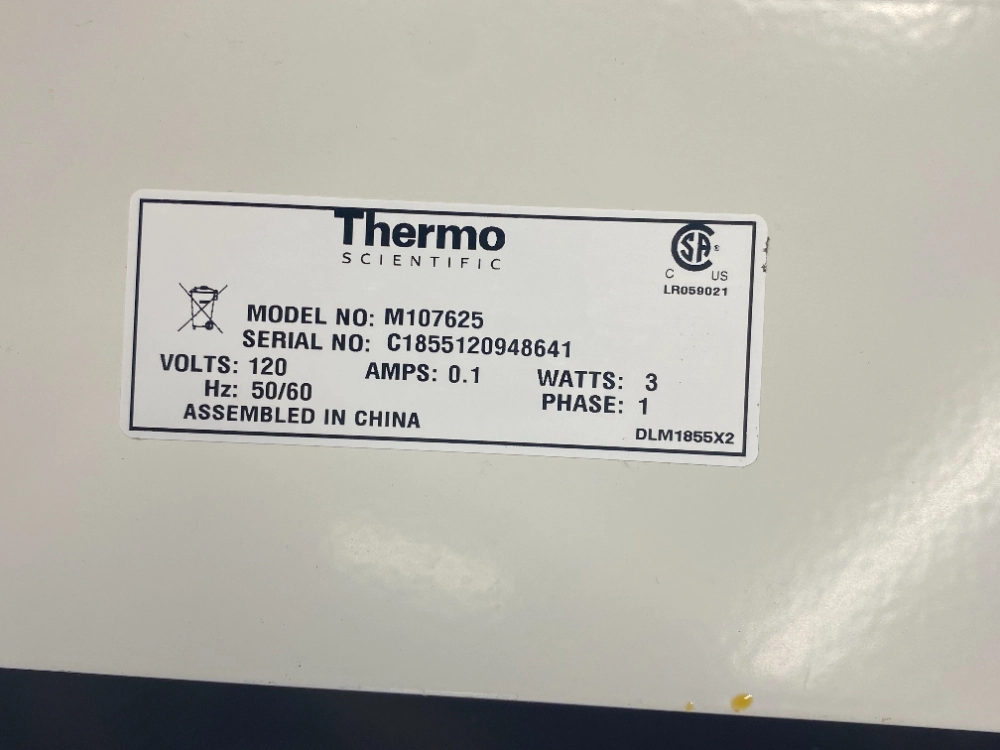 Thermo
SCIENTIFIC
CSA®
C US
LR059021
MODEL NO: M107625
SERIAL NO: C1855120948641
VOLTS: 120 AMPS: 0.1 WATTS: 3
Hz: 50/60 PHASE: 1
ASSEMBLED IN CHINA
DLM1855X2